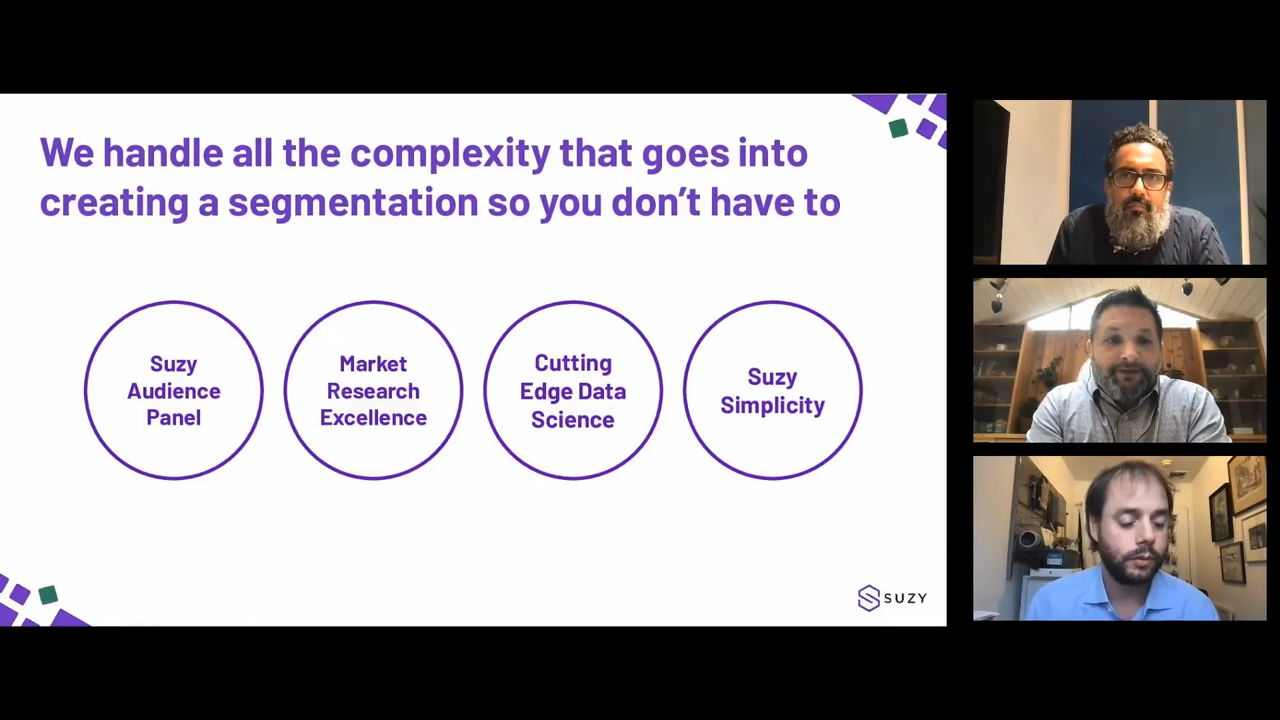 We handle all the complexity that goes into
creating a segmentation so you don't have to
Suzy
Audience
Panel
Market
Research
Excellence
Cutting
Edge Data
Science
Suzy
Simplicity
SUZY